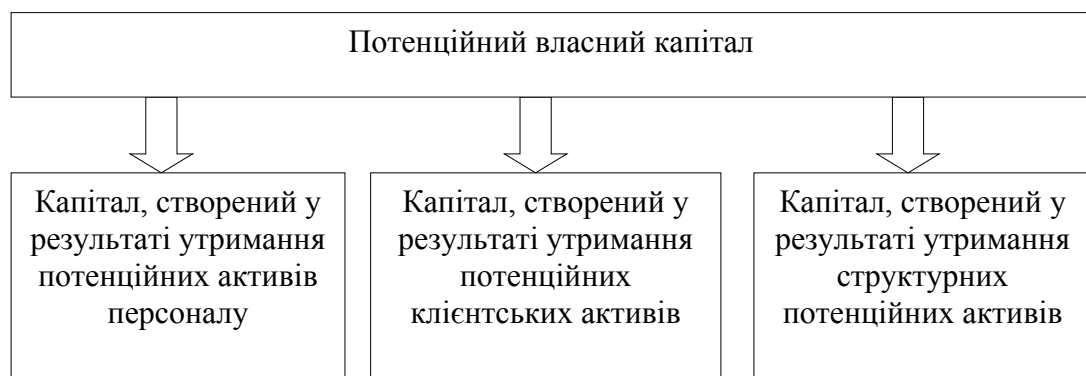 Потенційний власний капітал
Капітал, створений у
результаті утримання
потенційних активів
персоналу
Капітал, створений у
результаті утримання
потенційних
клієнтських активів
Капітал, створений у
результаті утримання
структурних
потенційних активів